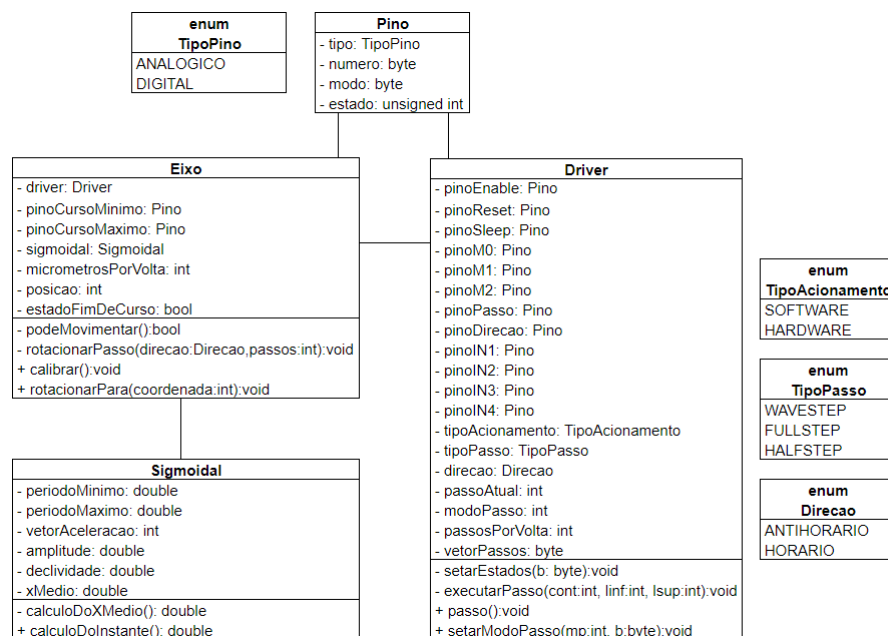 enum
TipoPino
ANALOGICO
DIGITAL
Pino
- tipo: TipoPino
- numero: byte
- modo: byte
- estado: unsigned int
Eixo
- driver: Driver
- pinoCursoMinimo: Pino
- pinoCursoMaximo: Pino
- sigmoidal: Sigmoidal
- micrometrosPorVolta: int
- posicao: int
- estadoFimDeCurso: bool
- podeMovimentar():bool
- rotacionarPasso(direcao:Direcao,passos:int):void
+ calibrar():void
+ rotacionarPara(coordenada:int):void
Driver
- pinoEnable: Pino
- pinoReset: Pino
- pinoSleep: Pino
- pinoM0: Pino
- pinoM1: Pino
- pinoM2: Pino
- pinoPasso: Pino
- pinoDirecao: Pino
- pinoIN1: Pino
- pinoIN2: Pino
- pinoIN3: Pino
- pinoIN4: Pino
- tipoAcionamento: TipoAcionamento
- tipoPasso: TipoPasso
- direcao: Direcao
- passoAtual: int
- modoPasso: int
- passosPorVolta: int
- vetorPassos: byte
- setarEstados(b: byte):void
- executarPasso(cont:int, linf:int, lsup:int):void
+ passo():void
+ setarModoPasso(mp:int, b:byte):void
enum
TipoAcionamento
SOFTWARE
HARDWARE
enum
TipoPasso
WAVESTEP
FULLSTEP
HALFSTEP
enum
Direcao
ANTIHORARIO
HORARIO
Sigmoidal
- periodoMinimo: double
- periodoMaximo: double
- vetorAceleracao: int
- amplitude: double
- declividade: double
- xMedio: double
- calculoDoXMedio(): double
+ calculoDoInstante(): double